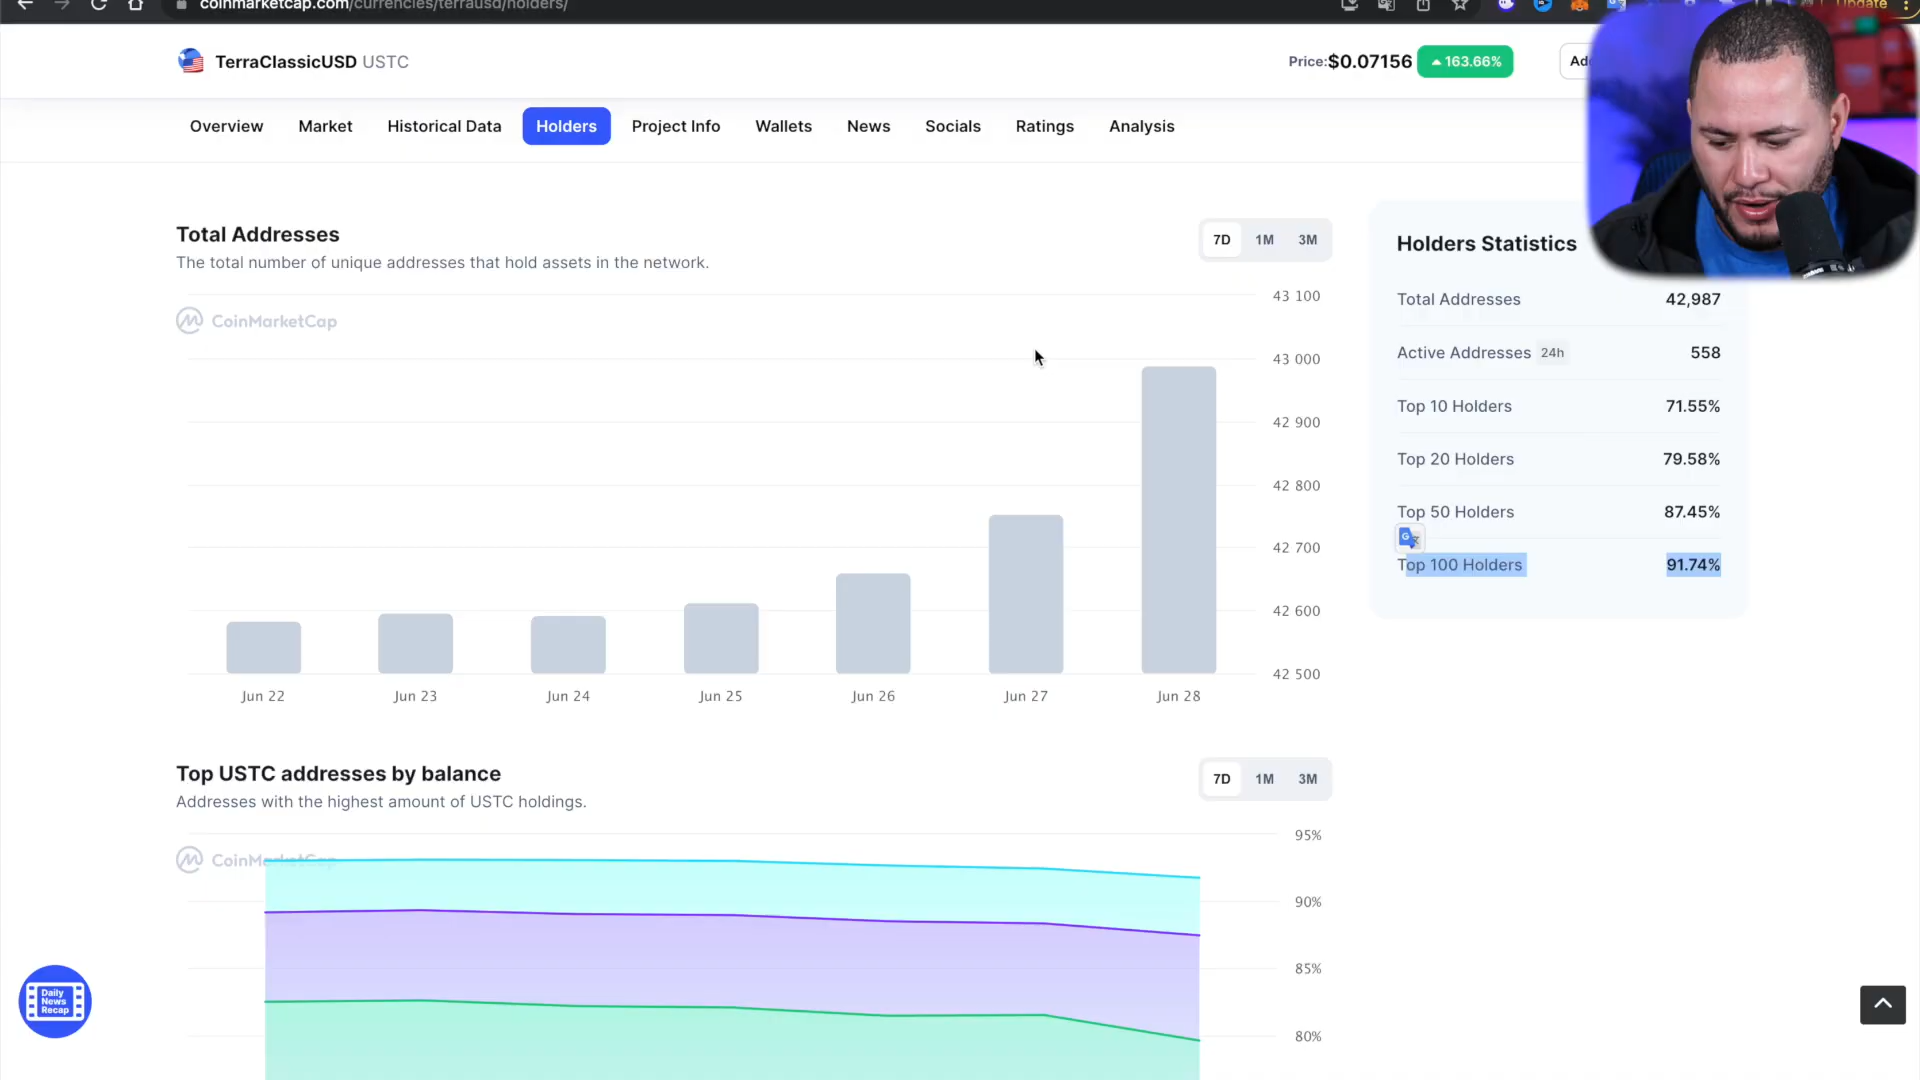 coinmarketcap.com/currencies/terrausd/holders/
Update
TerraClassicUSD USTC
Price:$0.07156
163.66%
Overview
Market
Historical Data
Holders
Project Info
Wallets
News
Socials
Ratings
Analysis
Total Addresses
The total number of unique addresses that hold assets in the network.
7D 1M 3M
CoinMarketCap
43 100
43 000
42 900
42 800
42 700
42 600
42 500
Jun 22
Jun 23
Jun 24
Jun 25
Jun 26
Jun 27
Jun 28
Holders Statistics
Total Addresses 42,987
Active Addresses 24h 558
Top 10 Holders 71.55%
Top 20 Holders 79.58%
Top 50 Holders 87.45%
Top 100 Holders 91.74%
Top USTC addresses by balance
Addresses with the highest amount of USTC holdings.
7D 1M 3M
CoinMarketCap
95%
90%
85%
80%
Daily
News
Recap